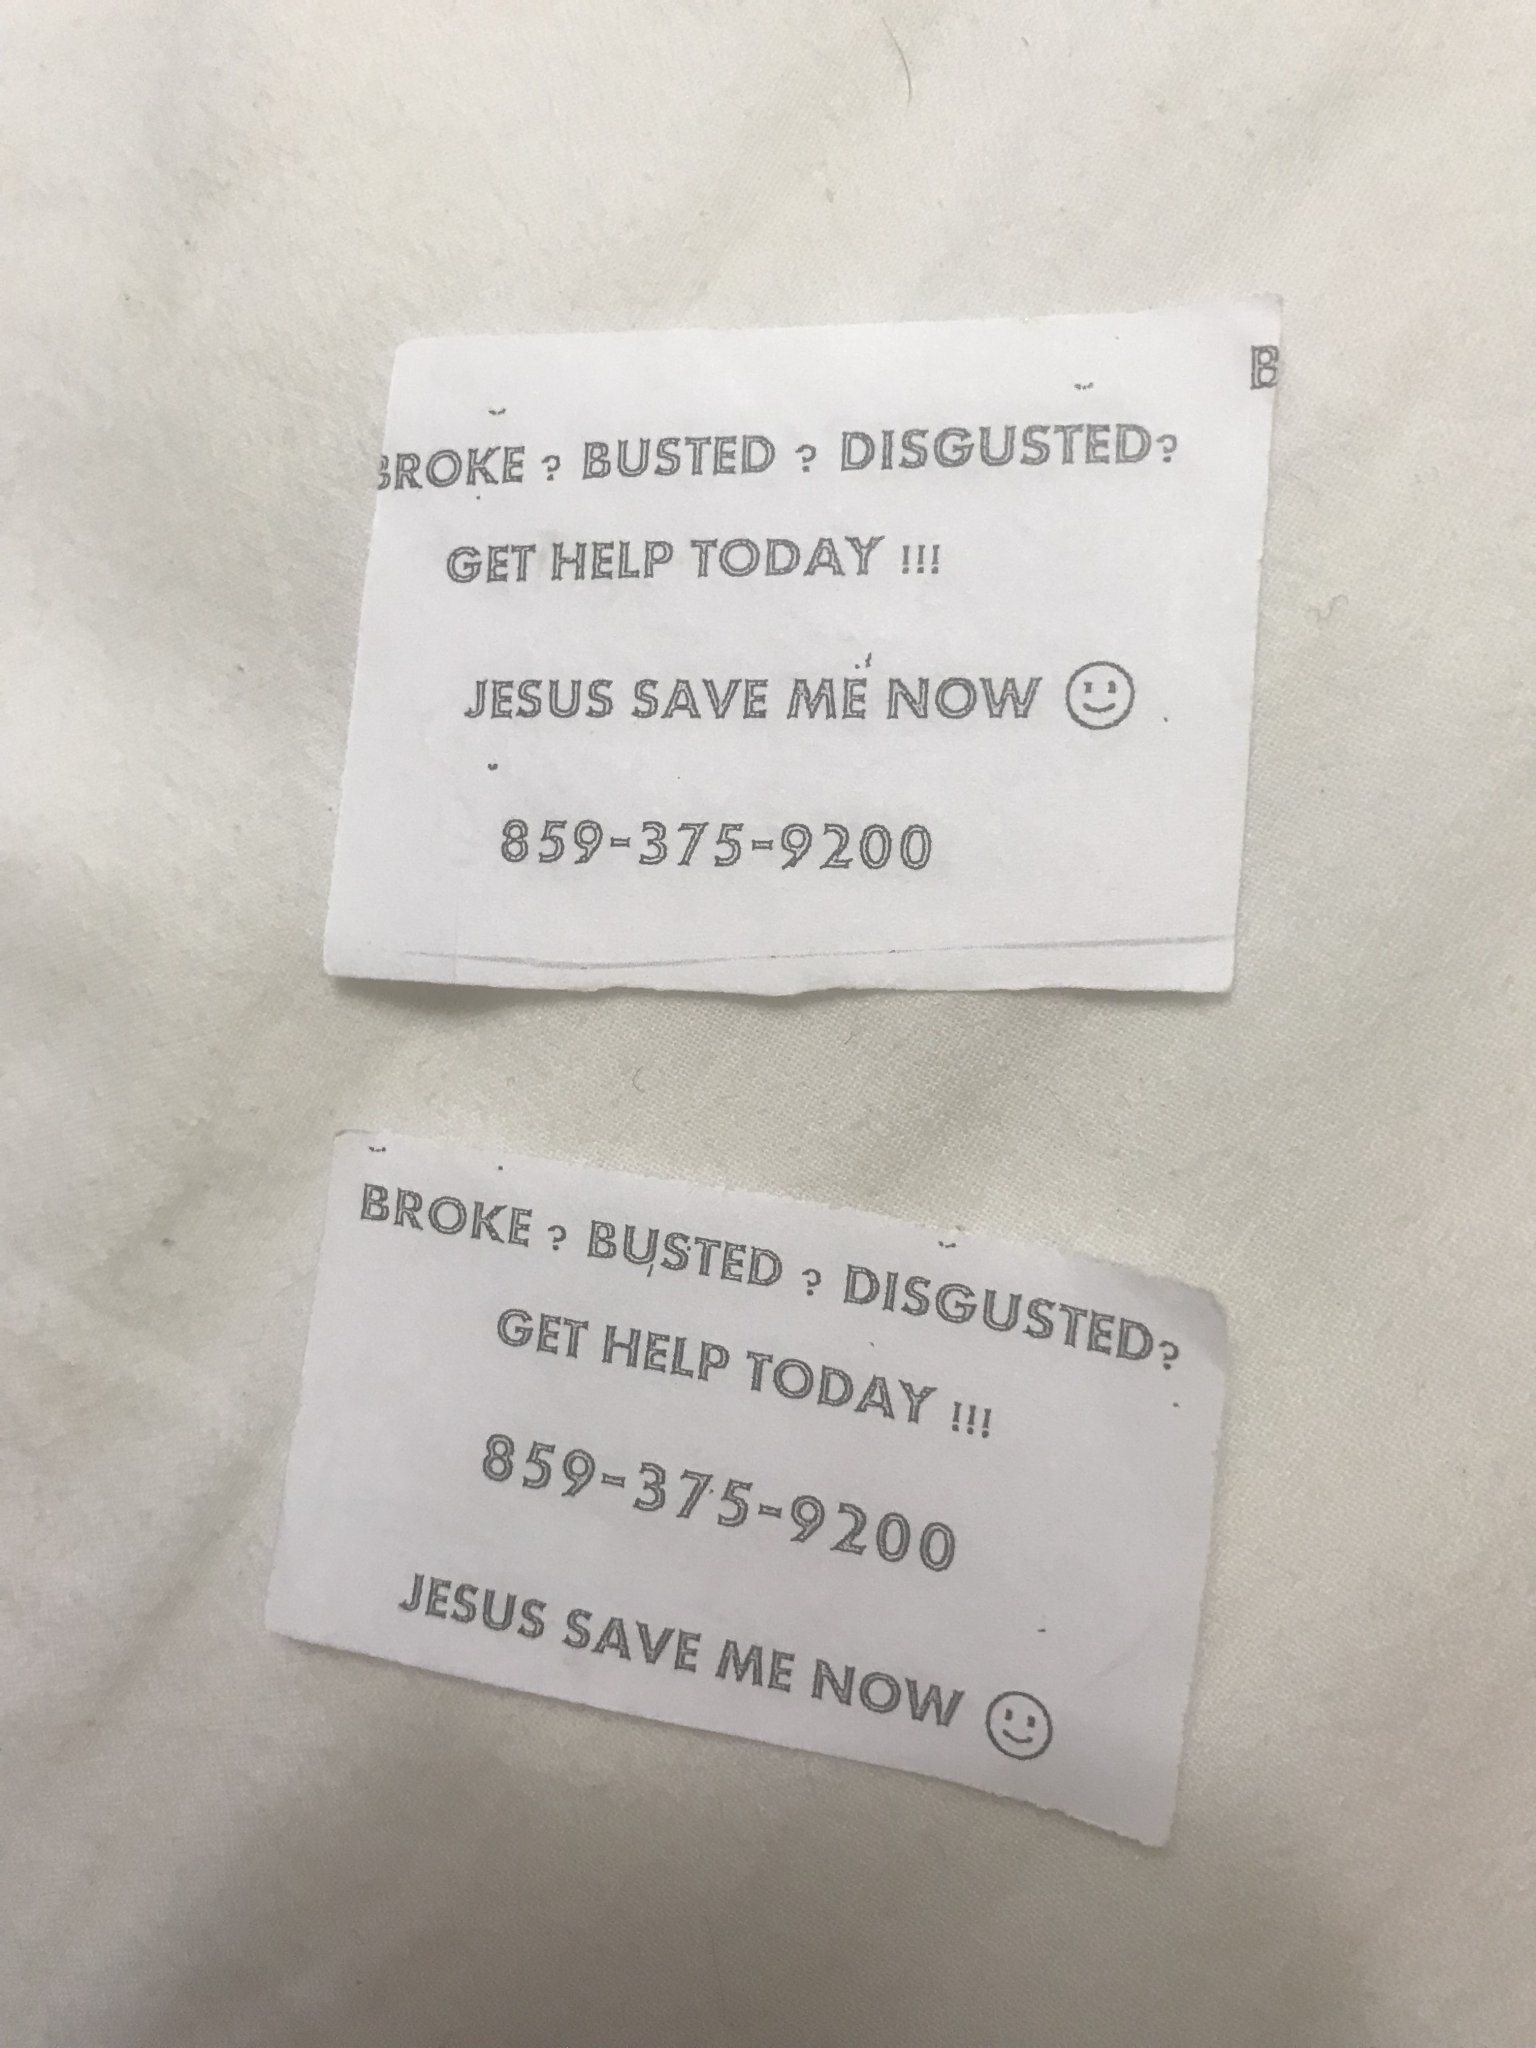 B
BROKE ? BUSTED ? DISGUSTED?
GET HELP TODAY !!!
JESUS SAVE ME NOW ☺
859-375-9200
BROKE ? BUSTED ? DISGUSTED?
GET HELP TODAY !!!
859-375-9200
JESUS SAVE ME NOW ☺